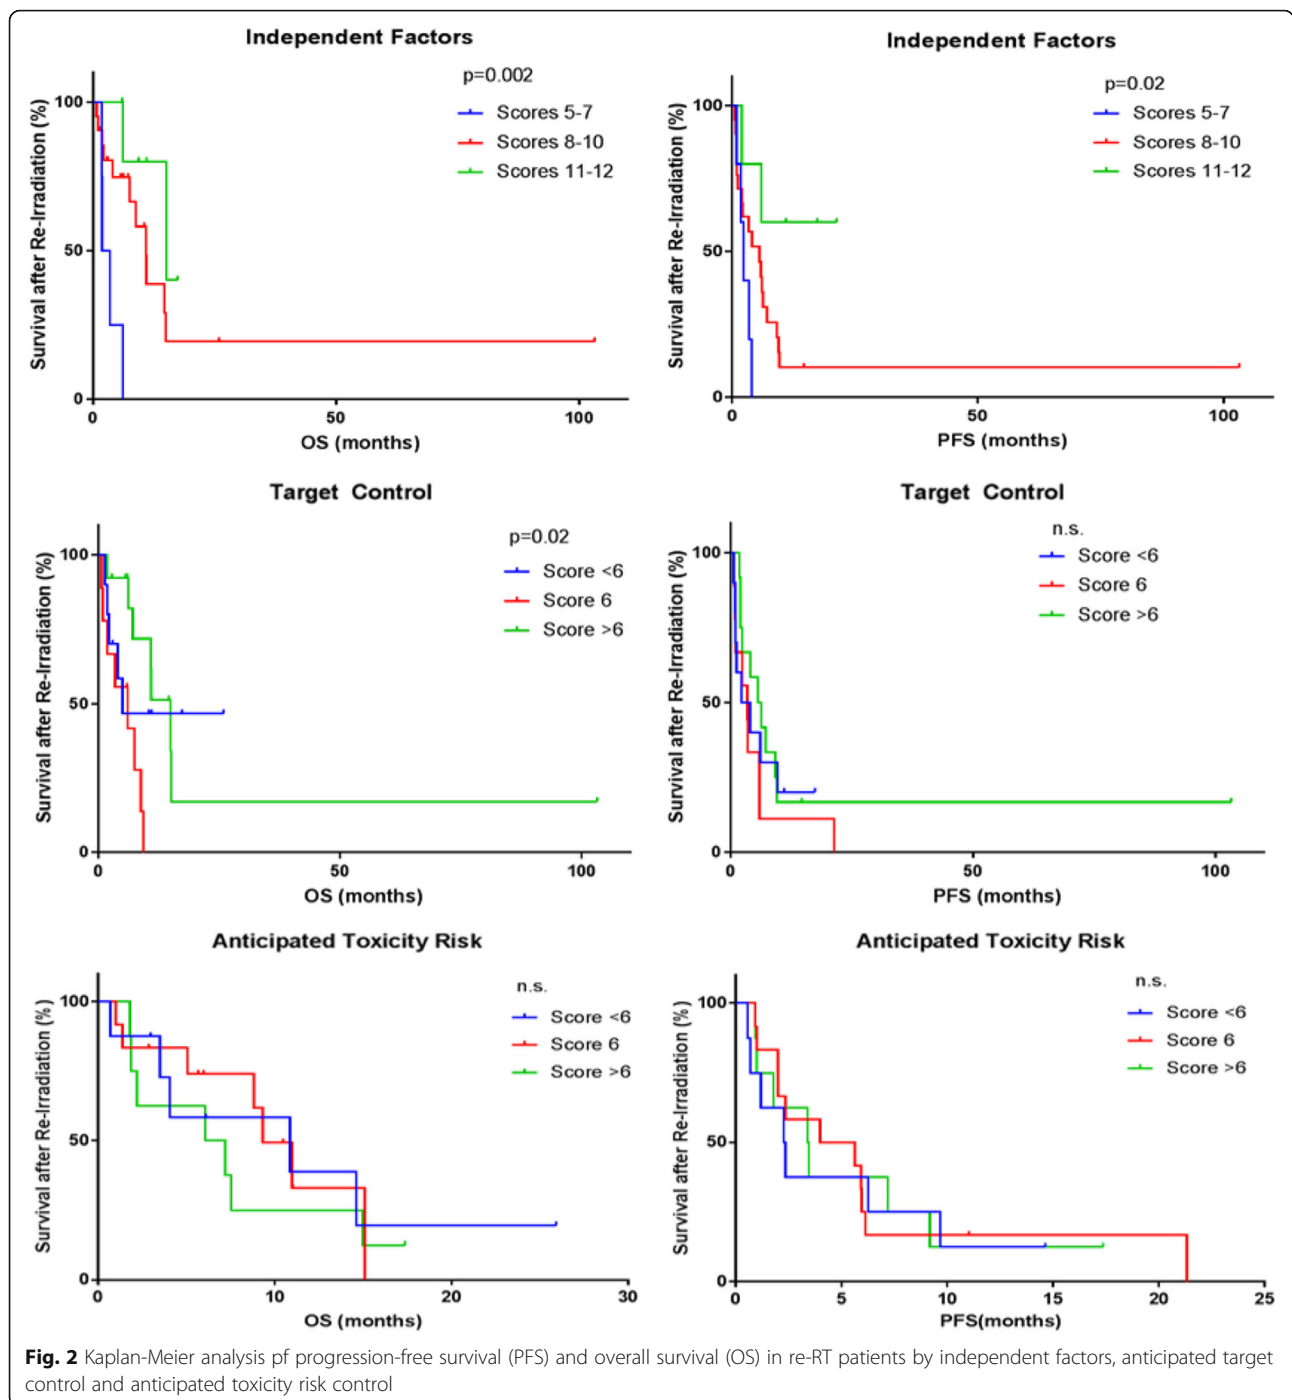 Independent Factors
p=0.002
Scores 5-7
Scores 8-10
Scores 11-12
Survival after Re-Irradiation (%)
100
50
0
0 50 100
OS (months)
Independent Factors
p=0.02
Scores 5-7
Scores 8-10
Scores 11-12
Survival after Re-Irradiation (%)
100
50
0
0 50 100
PFS (months)
Target Control
p=0.02
Score <6
Score 6
Score >6
Survival after Re-Irradiation (%)
100
50
0
0 50 100
OS (months)
Target Control
n.s.
Score <6
Score 6
Score >6
Survival after Re-Irradiation (%)
100
50
0
0 50 100
PFS (months)
Anticipated Toxicity Risk
n.s.
Score <6
Score 6
Score >6
Survival after Re-Irradiation (%)
100
50
0
0 10 20 30
OS (months)
Anticipated Toxicity Risk
n.s.
Score <6
Score 6
Score >6
Survival after Re-Irradiation (%)
100
50
0
0 5 10 15 20 25
PFS(months)
Fig. 2 Kaplan-Meier analysis pf progression-free survival (PFS) and overall survival (OS) in re-RT patients by independent factors, anticipated target
control and anticipated toxicity risk control